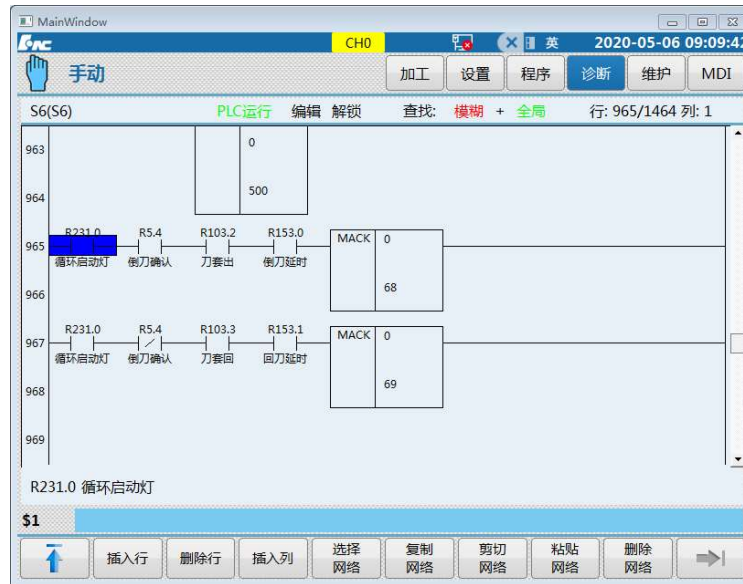 MainWindow
HNC CH0 英 2020-05-06 09:09:42
手动 加工 设置 程序 诊断 维护 MDI
S6(S6) PLC运行 编辑 解锁 查找: 模糊 + 全局 行: 965/1464 列: 1
963 0
964 500
R231.0 R5.4 R103.2 R153.0
965 MACK 0
循环启动灯 倒刀确认 刀套出 倒刀延时
966 68
R231.0 R5.4 R103.3 R153.1
967 MACK 0
循环启动灯 倒刀确认 刀套回 回刀延时
968 69
969
R231.0 循环启动灯
$1
插入行 删除行 插入列 选择 复制 剪切 粘贴 删除
网络 网络 网络 网络 网络